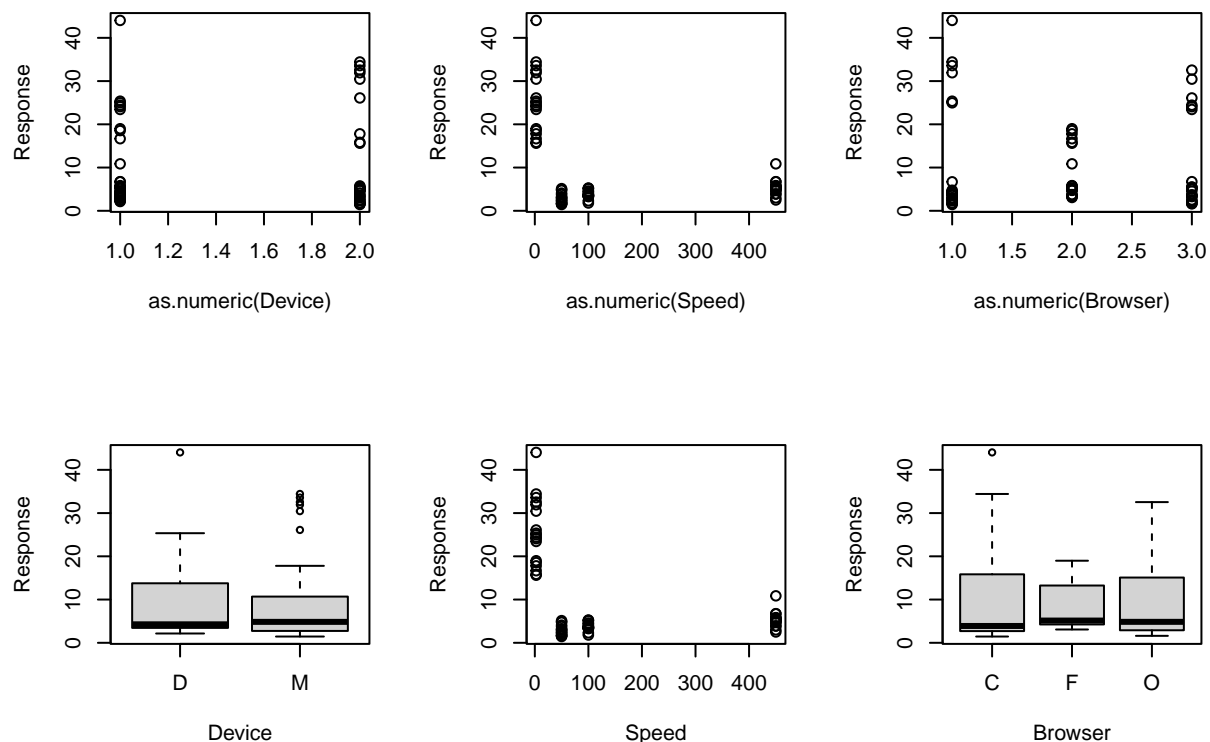 Response
0 10 20 30 40
1.0 1.2 1.4 1.6 1.8 2.0
as.numeric(Device)
Response
0 10 20 30 40
0 100 200 300 400
as.numeric(Speed)
Response
0 10 20 30 40
1.0 1.5 2.0 2.5 3.0
as.numeric(Browser)
Response
0 10 20 30 40
D M
Device
Response
0 10 20 30 40
0 100 200 300 400
Speed
Response
0 10 20 30 40
C F O
Browser